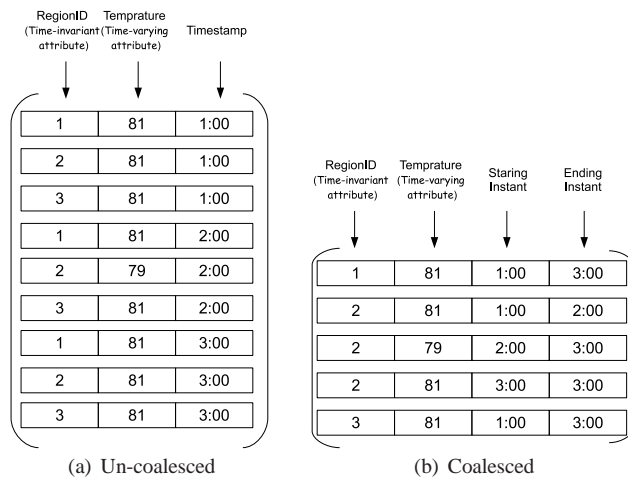 RegionID Temprature
(Time-invariant (Time-varying Timestamp
attribute) attribute)
1 81 1:00
2 81 1:00
3 81 1:00
1 81 2:00
2 79 2:00
3 81 2:00
1 81 3:00
2 81 3:00
3 81 3:00
(a) Un-coalesced
RegionID Temprature Staring Ending
(Time-invariant (Time-varying Instant Instant
attribute) attribute)
1 81 1:00 3:00
2 81 1:00 2:00
2 79 2:00 3:00
2 81 3:00 3:00
3 81 1:00 3:00
(b) Coalesced